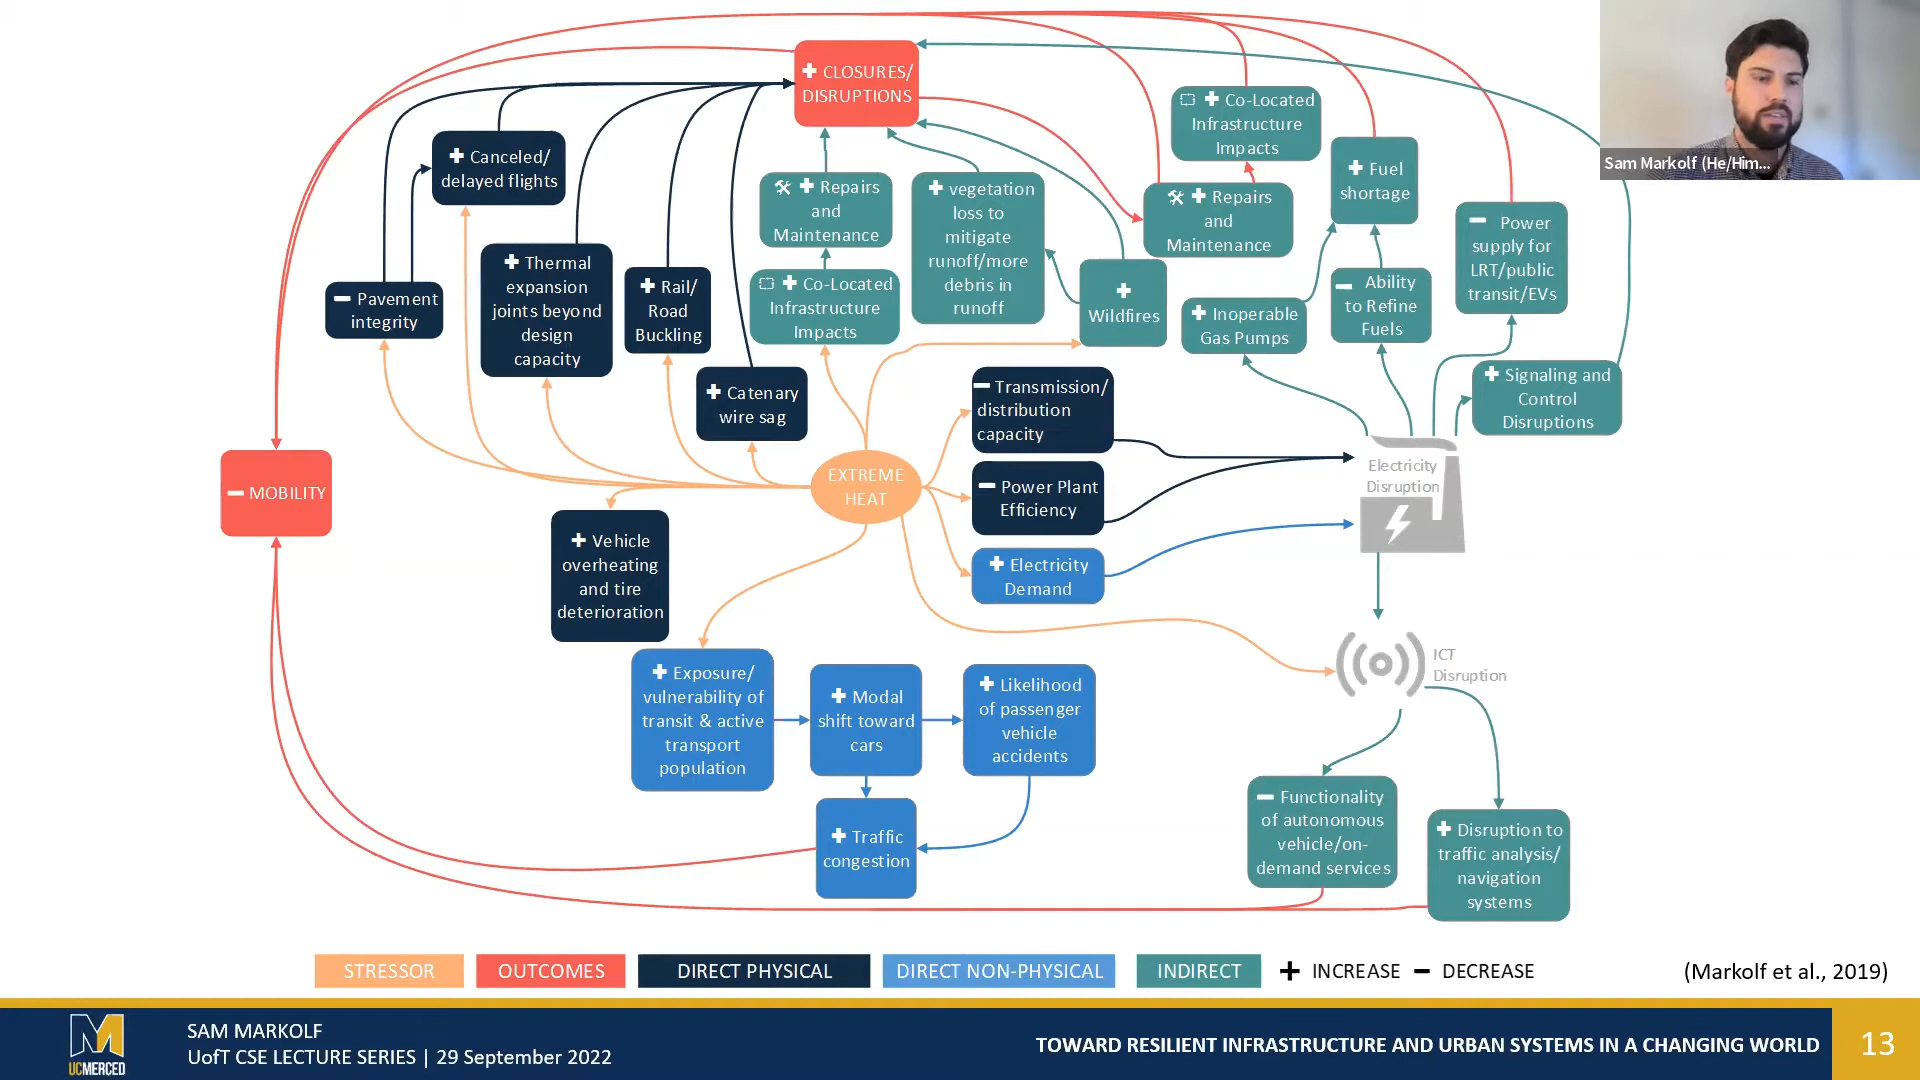 + CLOSURES/
DISRUPTIONS
Sam Markolf (He/Him...
+ Canceled/
delayed flights
+ Repairs
and
Maintenance
+ vegetation
loss to
mitigate
runoff/more
debris in
runoff
+ Co-Located
Infrastructure
Impacts
+ Repairs
and
Maintenance
+ Fuel
shortage
− Power
supply for
LRT/public
transit/EVs
− Pavement
integrity
+ Thermal
expansion
joints beyond
design
capacity
+ Rail/
Road
Buckling
+ Co-Located
Infrastructure
Impacts
+
Wildfires
+ Inoperable
Gas Pumps
− Ability
to Refine
Fuels
+ Catenary
wire sag
− Transmission/
distribution
capacity
+ Signaling and
Control
Disruptions
− MOBILITY
EXTREME
HEAT
− Power Plant
Efficiency
Electricity
Disruption
+ Vehicle
overheating
and tire
deterioration
+ Electricity
Demand
ICT
Disruption
+ Exposure/
vulnerability of
transit & active
transport
population
+ Modal
shift toward
cars
+ Likelihood
of passenger
vehicle
accidents
+ Traffic
congestion
− Functionality
of autonomous
vehicle/on-
demand services
+ Disruption to
traffic analysis/
navigation
systems
STRESSOR OUTCOMES DIRECT PHYSICAL DIRECT NON-PHYSICAL INDIRECT + INCREASE − DECREASE (Markolf et al., 2019)
UCMERCED
SAM MARKOLF
UofT CSE LECTURE SERIES | 29 September 2022
TOWARD RESILIENT INFRASTRUCTURE AND URBAN SYSTEMS IN A CHANGING WORLD
13